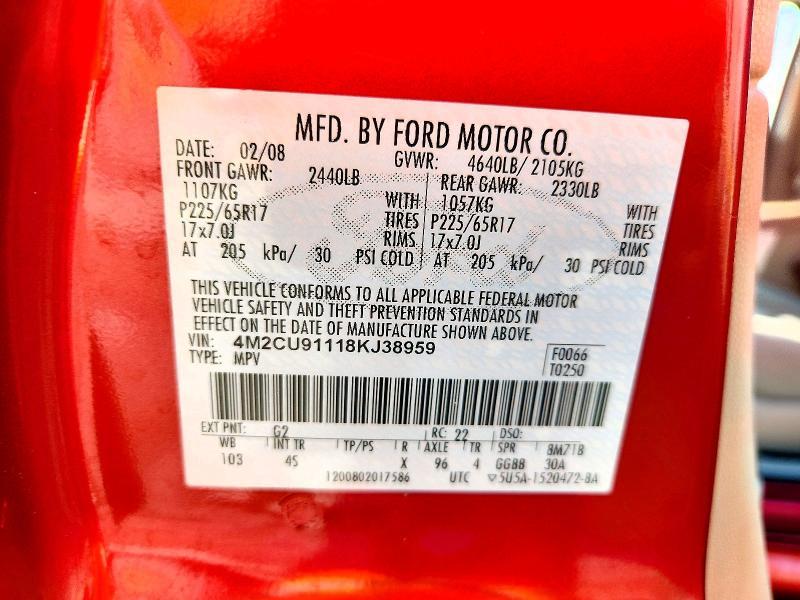 MFD. BY FORD MOTOR CO.
DATE: 02/08 GVWR: 4640LB/ 2105KG
FRONT GAWR: 2440LB REAR GAWR: 2330LB
1107KG WITH 1057KG WITH
P225/65R17 TIRES P225/65R17 TIRES
17x7.0J RIMS 17x7.0J RIMS
AT 205 kPa/ 30 PSI COLD AT 205 kPa/ 30 PSI COLD
THIS VEHICLE CONFORMS TO ALL APPLICABLE FEDERAL MOTOR
VEHICLE SAFETY AND THEFT PREVENTION STANDARDS IN
EFFECT ON THE DATE OF MANUFACTURE SHOWN ABOVE.
VIN: 4M2CU91118KJ38959
TYPE: MPV F0066
T0250
EXT PNT: G2 RC: 22 DSO:
WB INT TR TP/PS R AXLE TR SPR BM71B
103 45 X 96 4 GGBB 30A
1200802017586 UTC 5U5A-1520472-BA